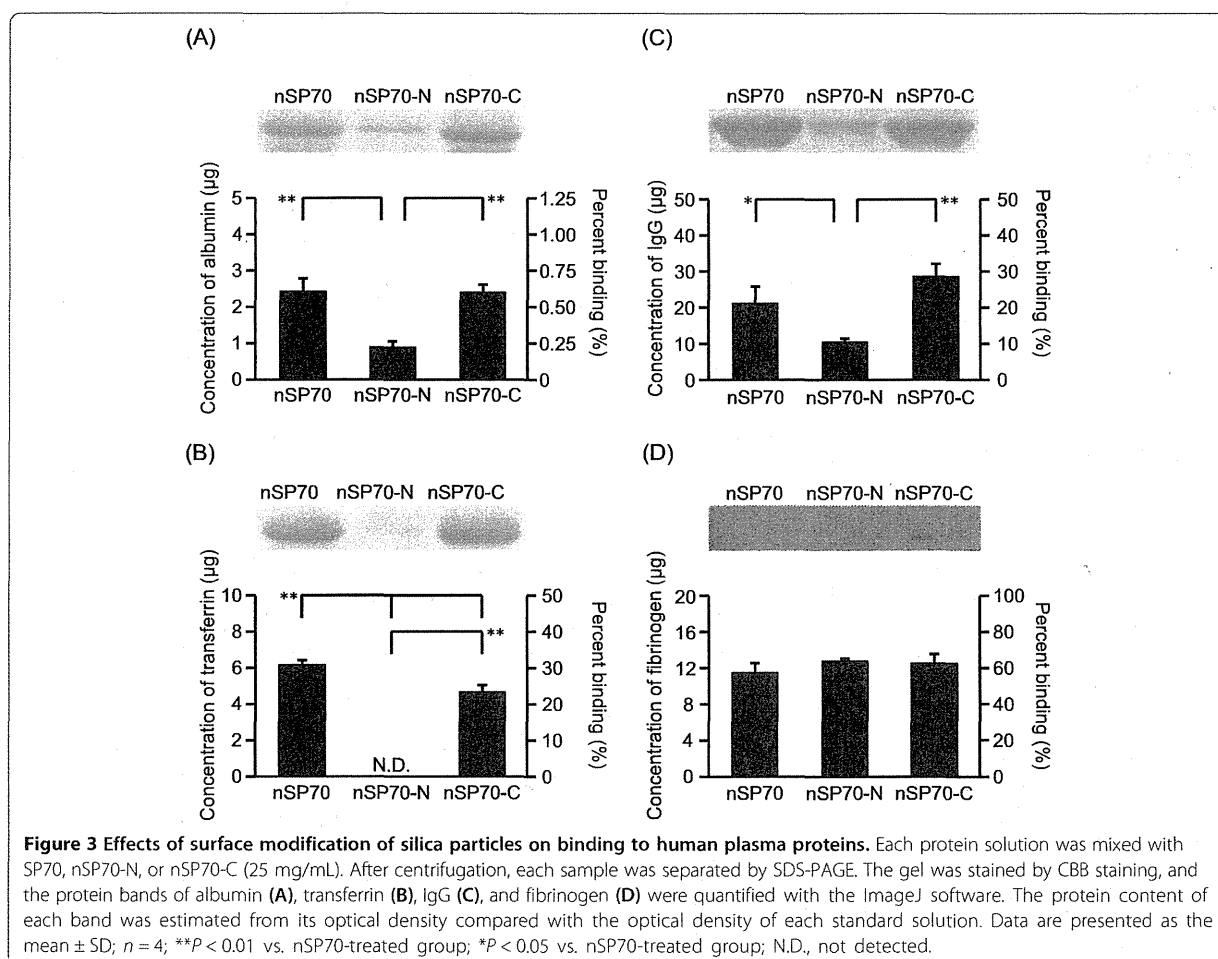 (A)
nSP70 nSP70-N nSP70-C
Concentration of albumin (µg)
5
4
3
2
1
0
** **
1.25
1.00
0.75
0.50
0.25
0
Percent binding (%)
nSP70 nSP70-N nSP70-C
(B)
nSP70 nSP70-N nSP70-C
Concentration of transferrin (µg)
10
8
6
4
2
0
**
**
N.D.
50
40
30
20
10
0
Percent binding (%)
nSP70 nSP70-N nSP70-C
(C)
nSP70 nSP70-N nSP70-C
Concentration of IgG (µg)
50
40
30
20
10
0
* **
50
40
30
20
10
0
Percent binding (%)
nSP70 nSP70-N nSP70-C
(D)
nSP70 nSP70-N nSP70-C
Concentration of fibrinogen (µg)
20
16
12
8
4
0
100
80
60
40
20
0
Percent binding (%)
nSP70 nSP70-N nSP70-C
Figure 3 Effects of surface modification of silica particles on binding to human plasma proteins. Each protein solution was mixed with
SP70, nSP70-N, or nSP70-C (25 mg/mL). After centrifugation, each sample was separated by SDS-PAGE. The gel was stained by CBB staining, and
the protein bands of albumin (A), transferrin (B), IgG (C), and fibrinogen (D) were quantified with the ImageJ software. The protein content of
each band was estimated from its optical density compared with the optical density of each standard solution. Data are presented as the
mean ± SD; n = 4; **P < 0.01 vs. nSP70-treated group; *P < 0.05 vs. nSP70-treated group; N.D., not detected.